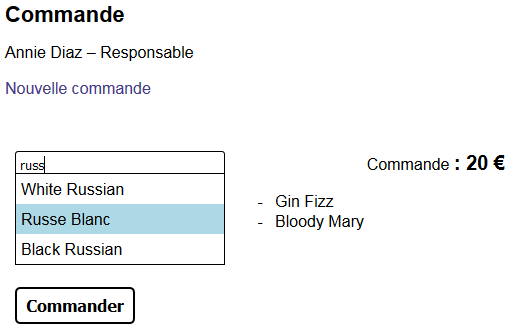 Commande
Annie Diaz – Responsable
Nouvelle commande
russ
White Russian
Russe Blanc
Black Russian
Commande : 20 €
- Gin Fizz
- Bloody Mary
Commander